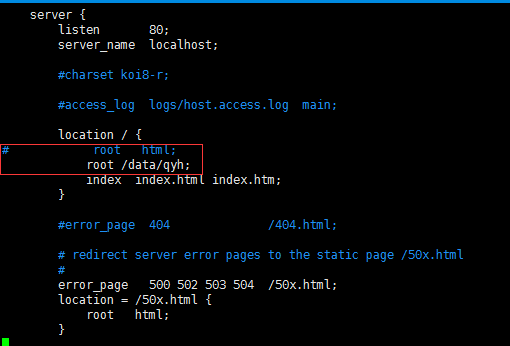 server {
listen       80;
server_name  localhost;
#charset koi8-r;
#access_log  logs/host.access.log  main;
location / {
#            root   html;
root /data/qyh;
index  index.html index.htm;
}
#error_page  404              /404.html;
# redirect server error pages to the static page /50x.html
#
error_page   500 502 503 504  /50x.html;
location = /50x.html {
root   html;
}